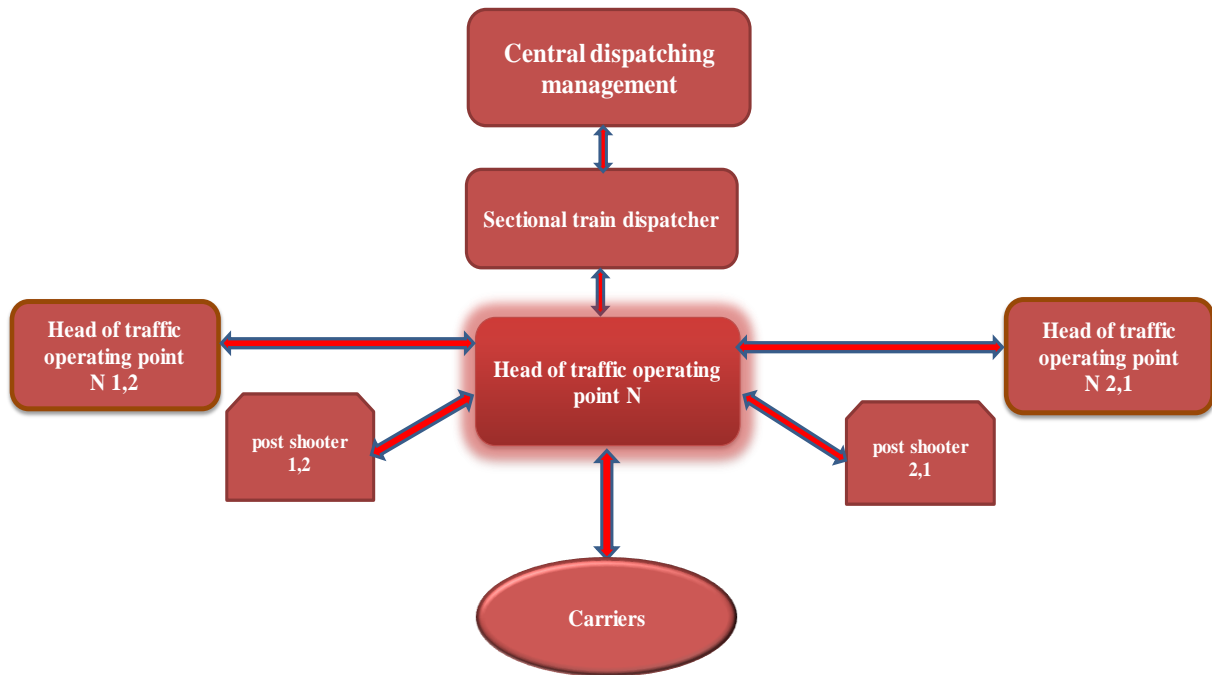 Central dispatching
management
Sectional train dispatcher
Head of traffic
operating point
N 1,2
Head of traffic operating
point N
Head of traffic
operating point
N 2,1
post shooter
1,2
post shooter
2,1
Carriers